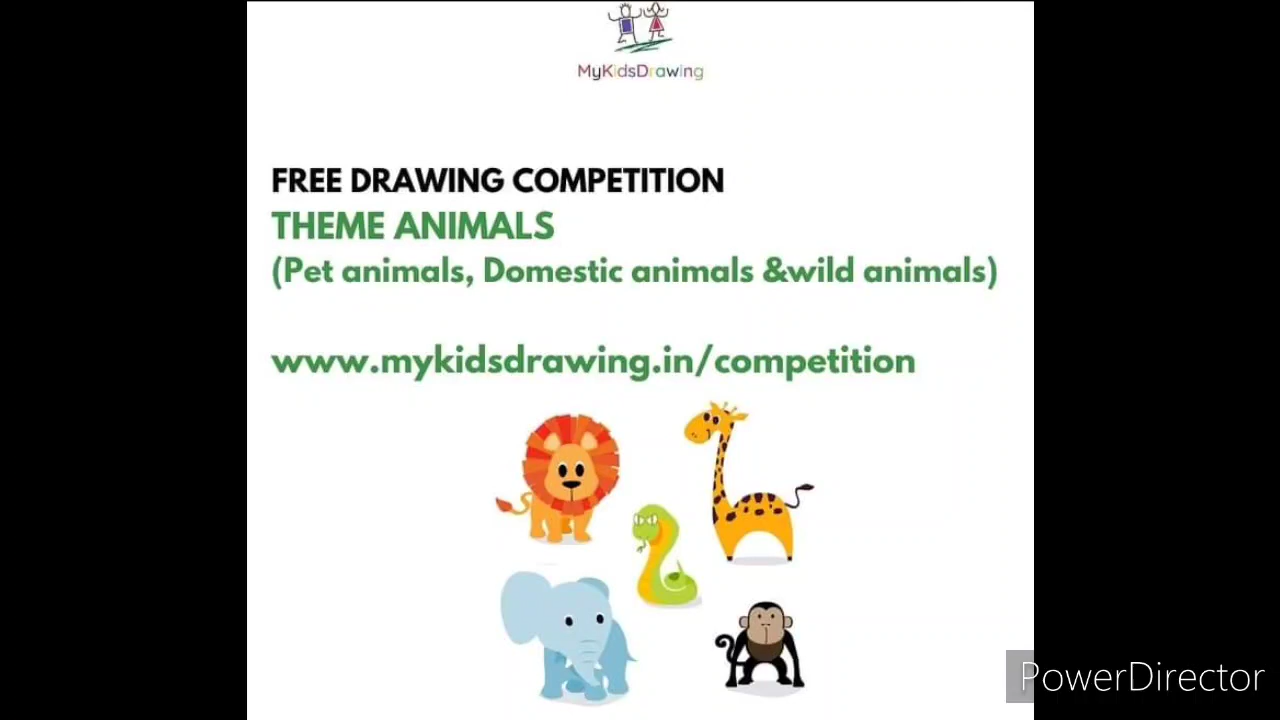 MyKidsDrawing
FREE DRAWING COMPETITION
THEME ANIMALS
(Pet animals, Domestic animals &wild animals)
www.mykidsdrawing.in/competition
PowerDirector